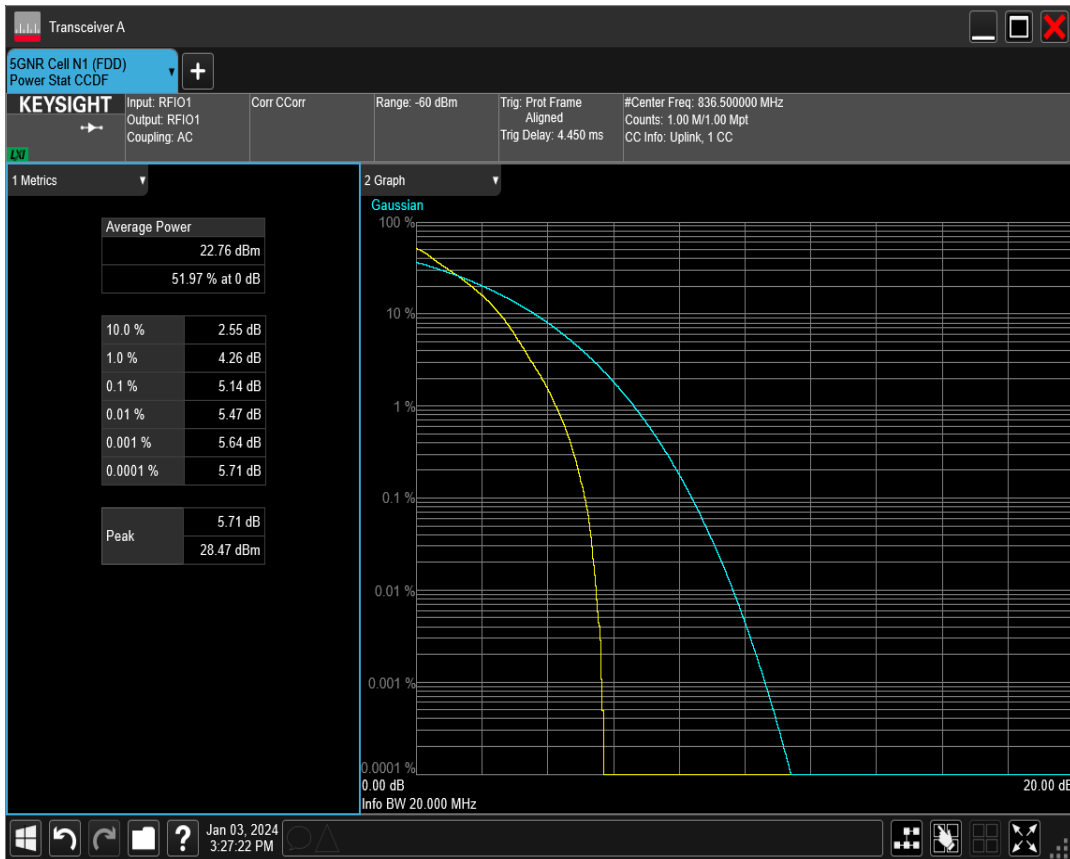 Transceiver A
5GNR Cell N1 (FDD)
Power Stat CCDF
KEYSIGHT
LXI
Input: RFIO1
Output: RFIO1
Coupling: AC
Corr CCorr
Range: -60 dBm
Trig: Prot Frame
Aligned
Trig Delay: 4.450 ms
#Center Freq: 836.500000 MHz
Counts: 1.00 M/1.00 Mpt
CC Info: Uplink, 1 CC
1 Metrics
Average Power
22.76 dBm
51.97 % at 0 dB
10.0 % 2.55 dB
1.0 % 4.26 dB
0.1 % 5.14 dB
0.01 % 5.47 dB
0.001 % 5.64 dB
0.0001 % 5.71 dB
Peak
5.71 dB
28.47 dBm
2 Graph
Gaussian
100 %
10 %
1 %
0.1 %
0.01 %
0.001 %
0.0001 %
0.00 dB 20.00 dB
Info BW 20.000 MHz
?
Jan 03, 2024
3:27:22 PM